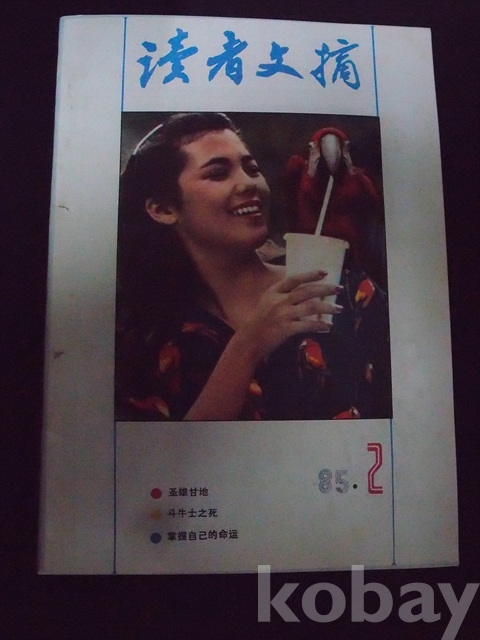 读者文摘
85.2
圣雄甘地
斗牛士之死
掌握自己的命运
kobay